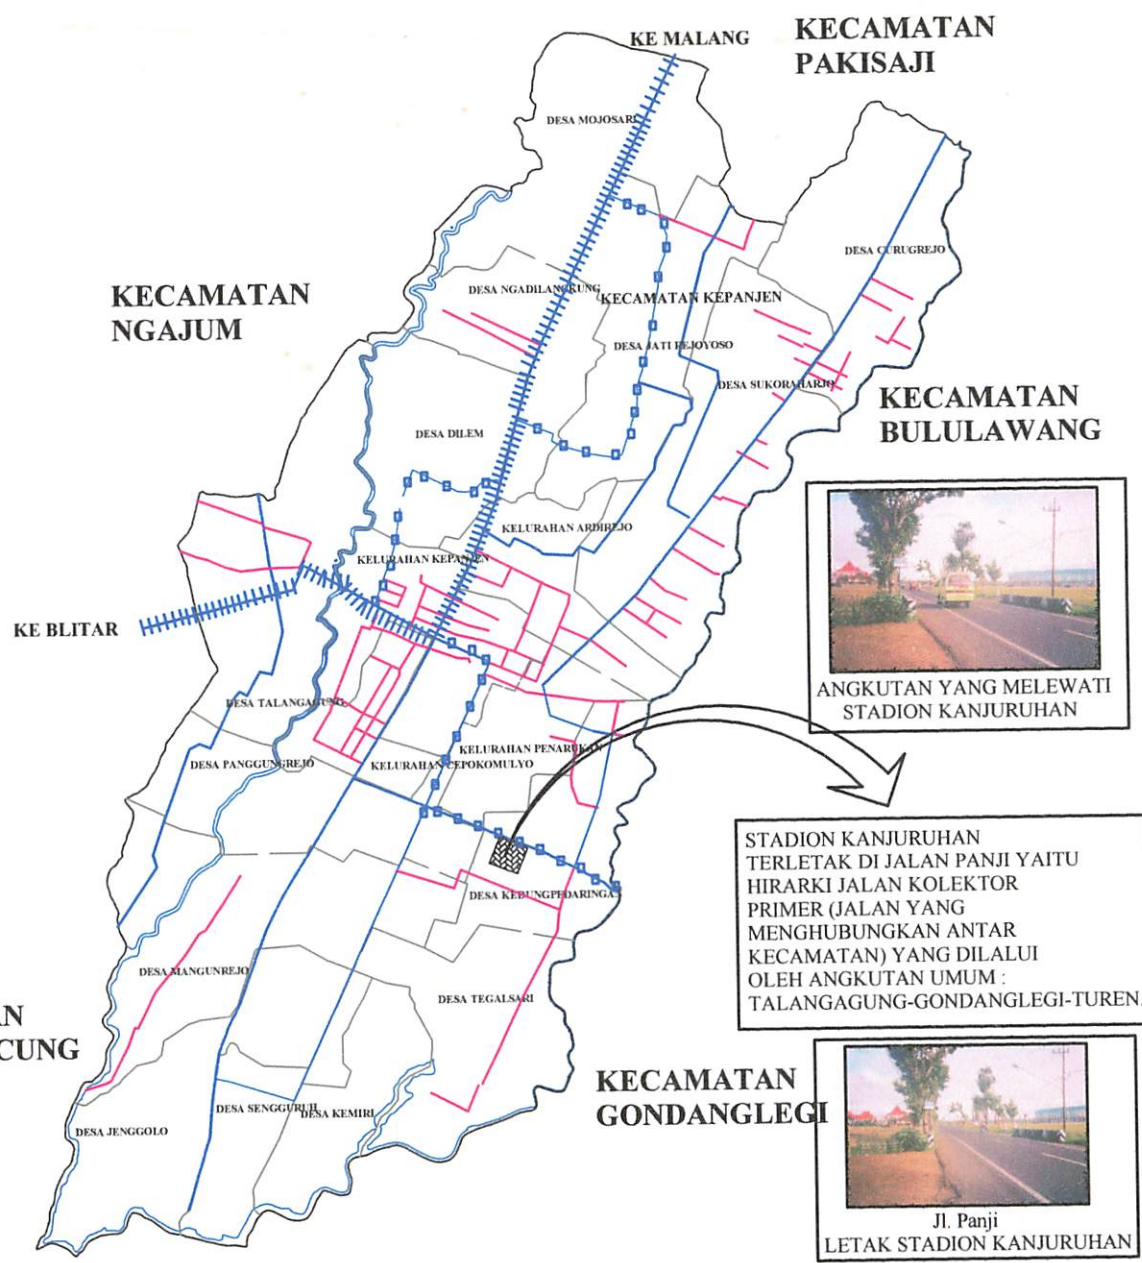 KE MALANG
KECAMATAN
PAKISAJI
DESA MOJOSARI
DESA CURUGREJO
KECAMATAN
NGAJUM
DESA NGADILANGKUNG
KECAMATAN KEPANJEN
DESA JATI REJOYOSO
DESA SUKORAHARJO
KECAMATAN
BULULAWANG
DESA DILEM
KELURAHAN ARDIREJO
KELURAHAN KEPANJEN
KE BLITAR
ANGKUTAN YANG MELEWATI
STADION KANJURUHAN
DESA TALANGAGUNG
KELURAHAN PENARUKAN
DESA PANGGUNGREJO
KELURAHAN CEPOKOMULYO
STADION KANJURUHAN
TERLETAK DI JALAN PANJI YAITU
HIRARKI JALAN KOLEKTOR
PRIMER (JALAN YANG
MENGHUBUNGKAN ANTAR
KECAMATAN) YANG DILALUI
OLEH ANGKUTAN UMUM :
TALANGAGUNG-GONDANGLEGI-TUREN.
DESA KEDUNGPEDARINGAN
DESA MANGUNREJO
DESA TEGALSARI
AN
CUNG
KECAMATAN
GONDANGLEGI
DESA SENGGURUH
DESA KEMIRI
DESA JENGGOLO
Jl. Panji
LETAK STADION KANJURUHAN